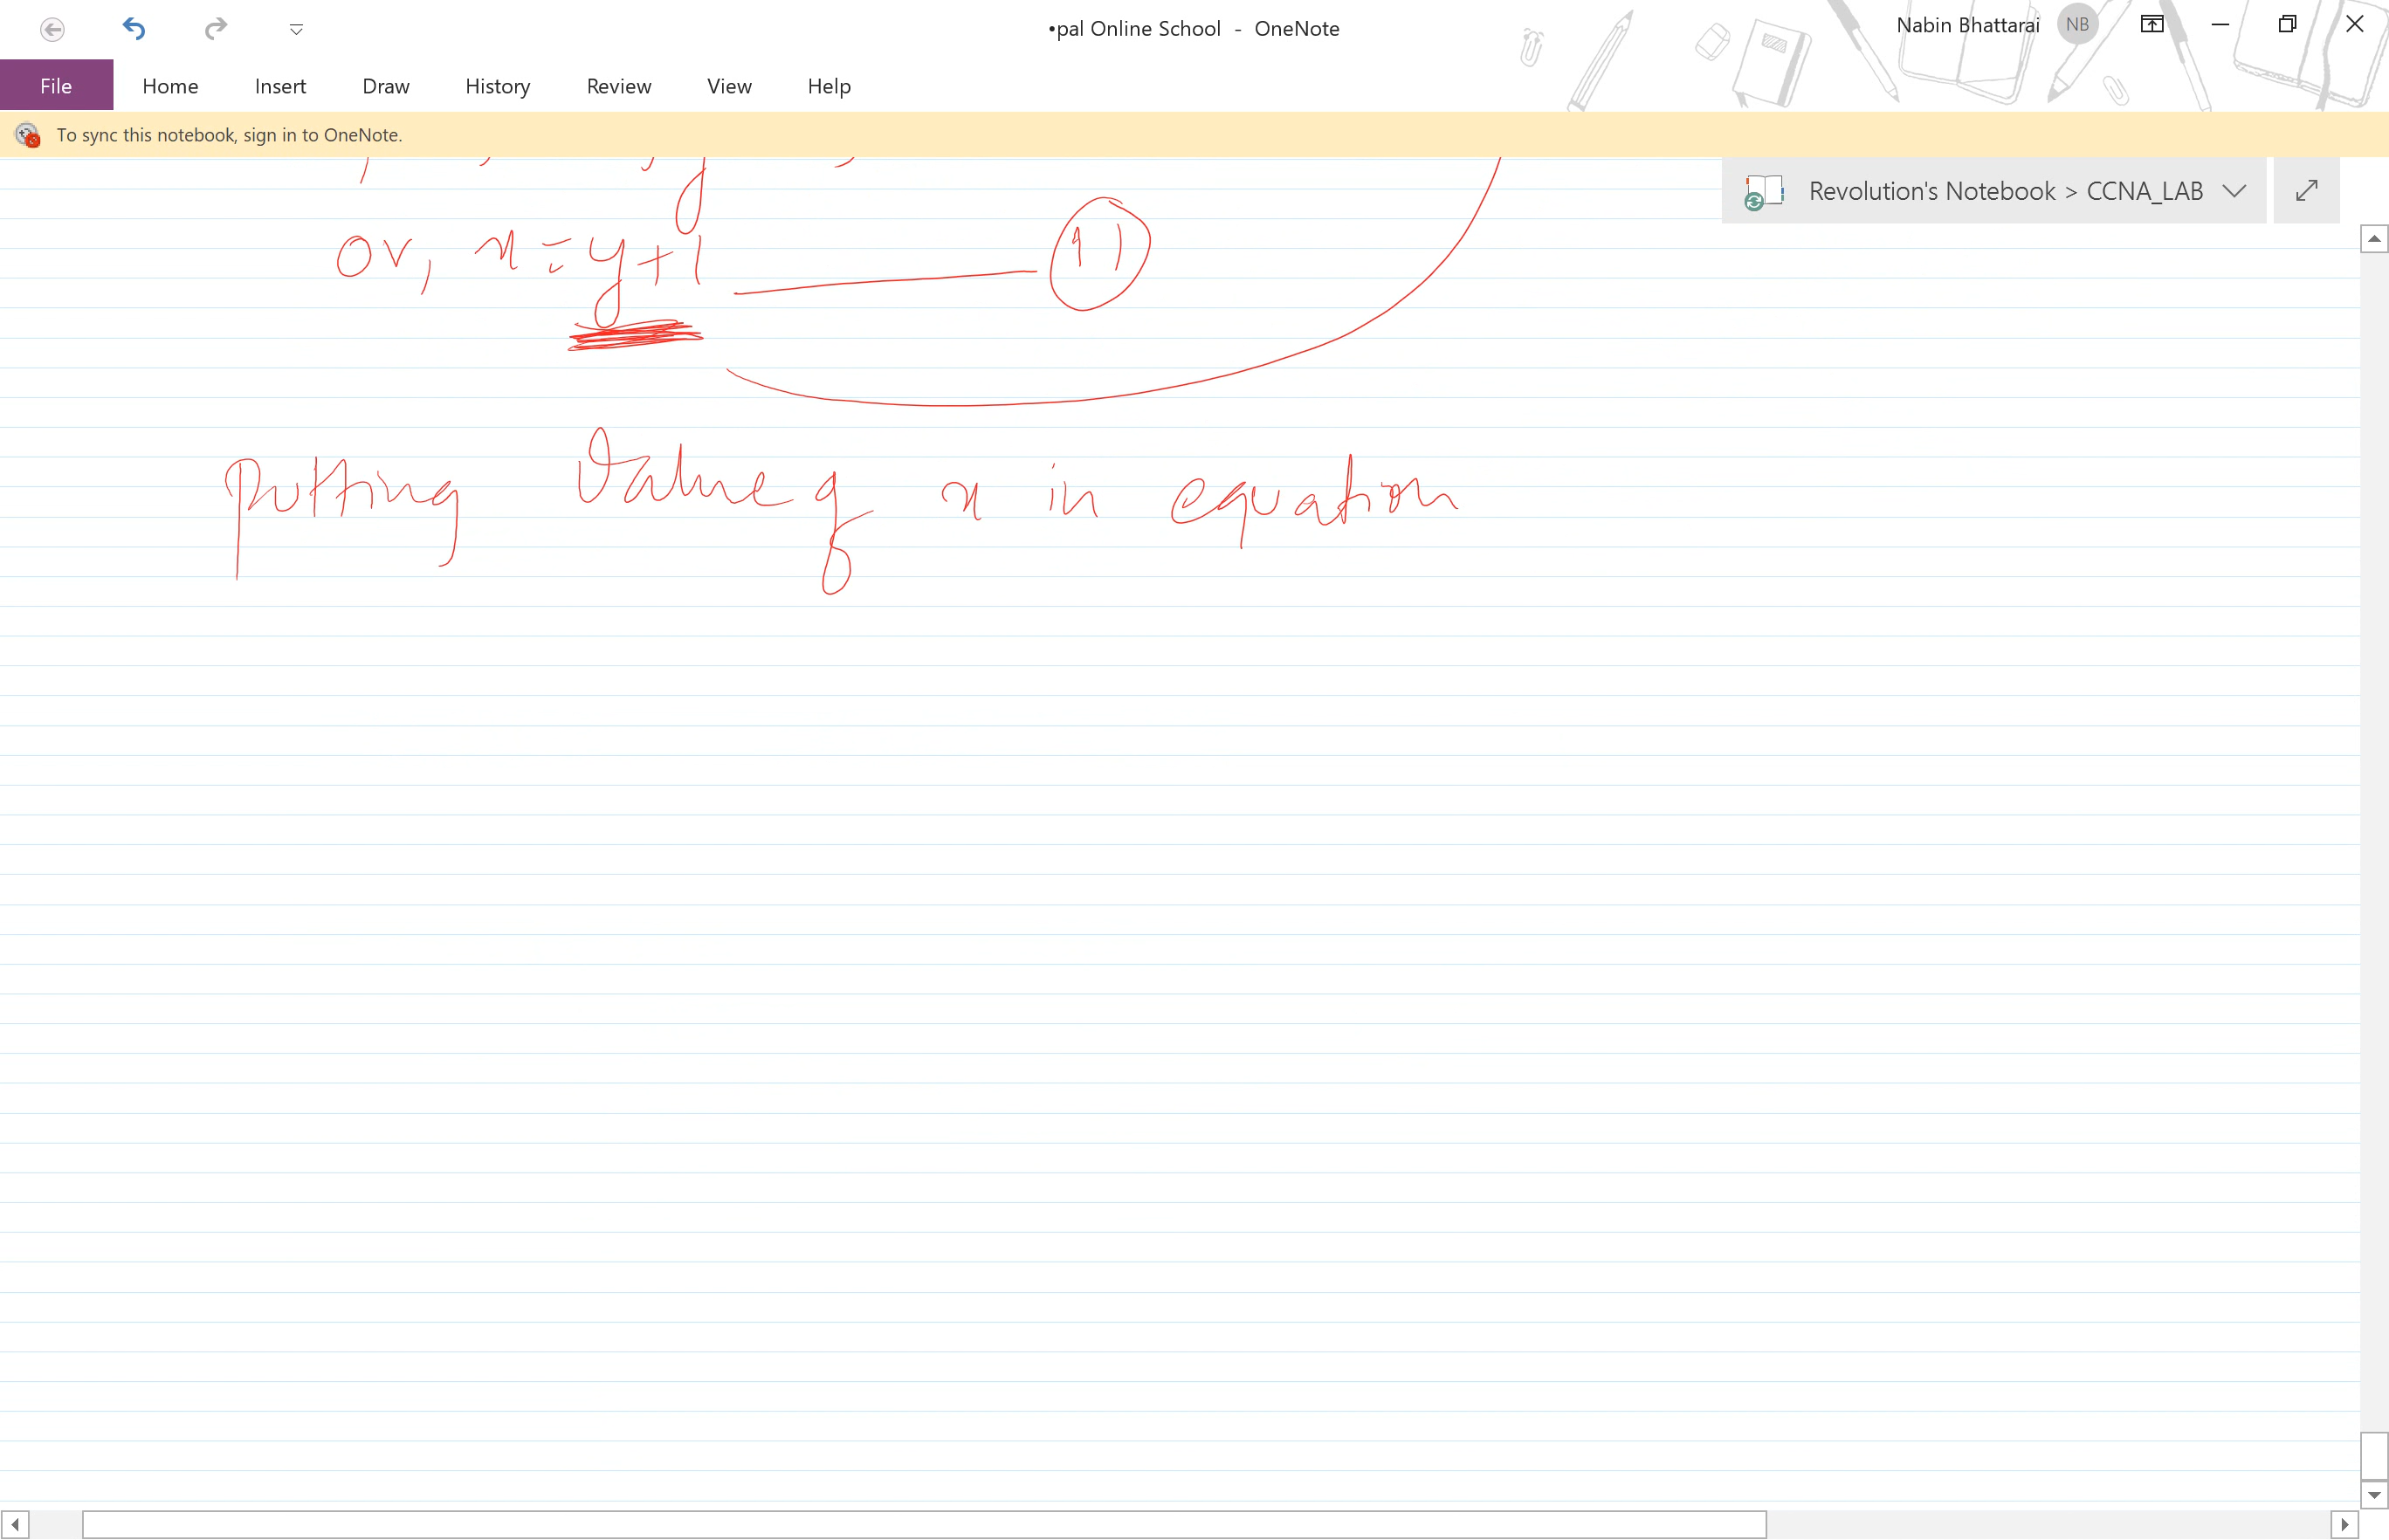 •pal Online School - OneNote
Nabin Bhattarai NB
File Home Insert Draw History Review View Help
To sync this notebook, sign in to OneNote.
Revolution's Notebook > CCNA_LAB
or, x = y+1 ii
Putting Value of x in equation